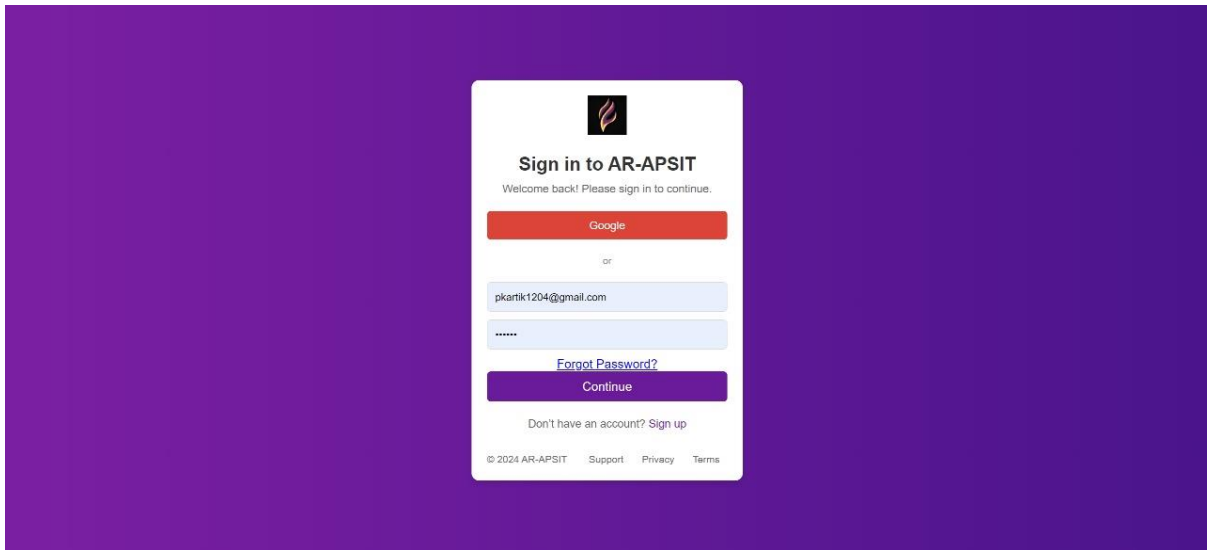 Sign in to AR-APSIT
Welcome back! Please sign in to continue.
Google
or
pkartik1204@gmail.com
••••••
Forgot Password?
Continue
Don't have an account? Sign up
© 2024 AR-APSIT Support Privacy Terms